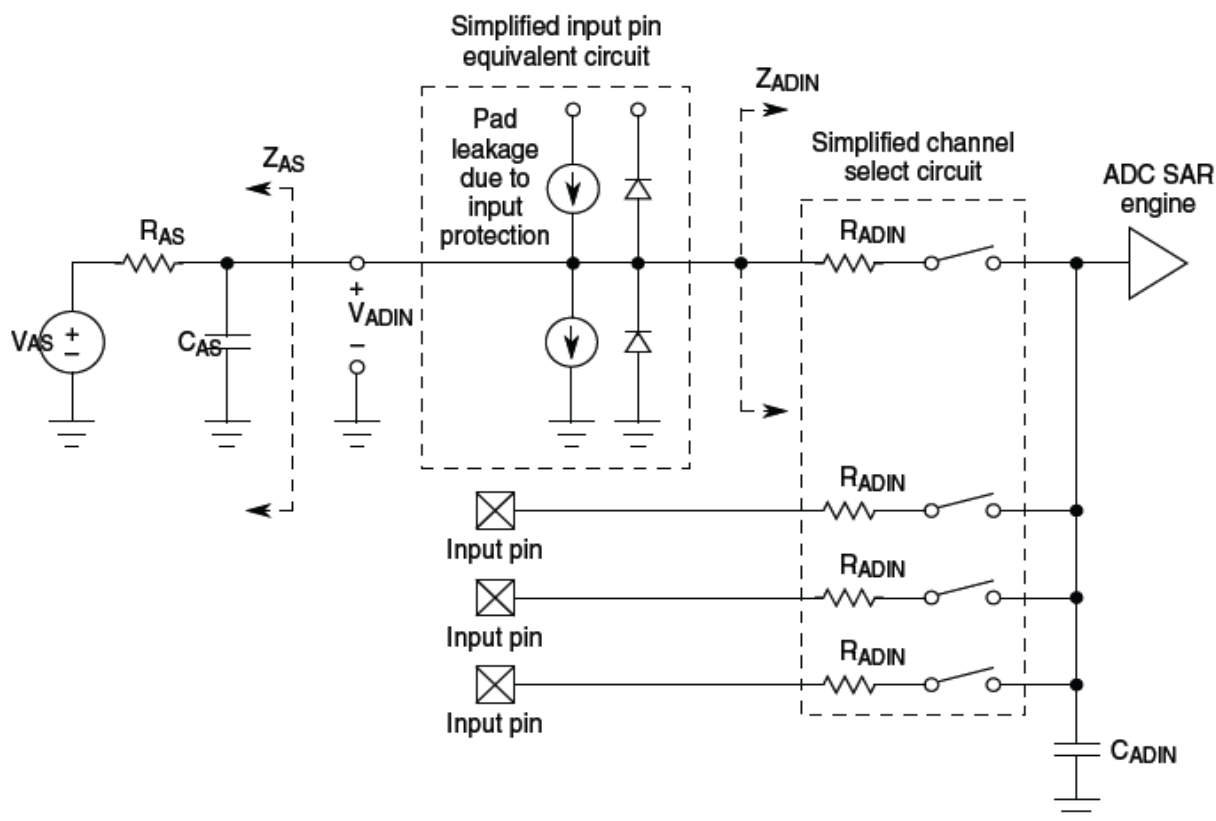 Simplified input pin
equivalent circuit
Pad
leakage
due to
input
protection
ZADIN
Simplified channel
select circuit
ADC SAR
engine
ZAS
RAS
RADIN
VAS
+
–
CAS
+
VADIN
–
RADIN
Input pin
RADIN
Input pin
RADIN
Input pin
CADIN